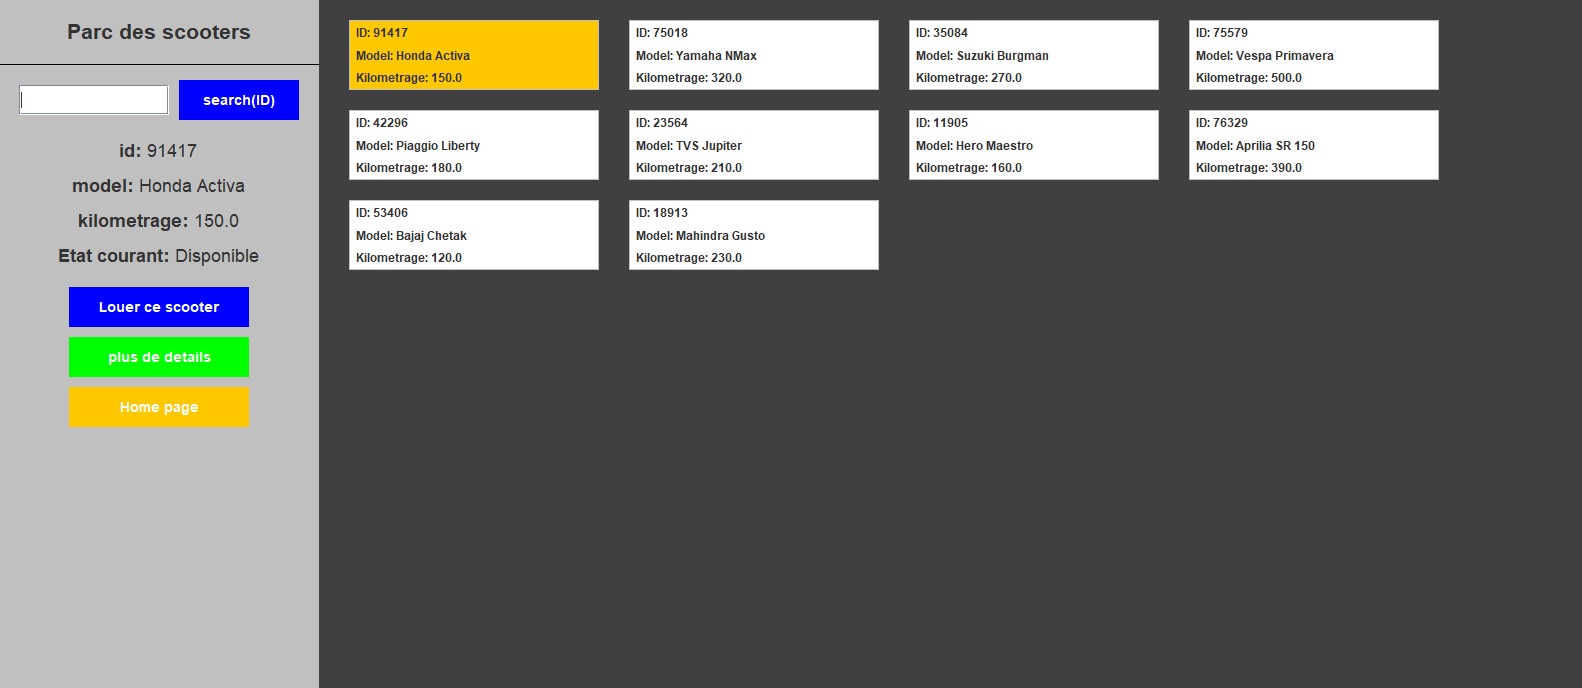 Parc des scooters
search(ID)
id: 91417
model: Honda Activa
kilometrage: 150.0
Etat courant: Disponible
Louer ce scooter
plus de details
Home page
ID: 91417
Model: Honda Activa
Kilometrage: 150.0
ID: 75018
Model: Yamaha NMax
Kilometrage: 320.0
ID: 35084
Model: Suzuki Burgman
Kilometrage: 270.0
ID: 75579
Model: Vespa Primavera
Kilometrage: 500.0
ID: 42296
Model: Piaggio Liberty
Kilometrage: 180.0
ID: 23564
Model: TVS Jupiter
Kilometrage: 210.0
ID: 11905
Model: Hero Maestro
Kilometrage: 160.0
ID: 76329
Model: Aprilia SR 150
Kilometrage: 390.0
ID: 53406
Model: Bajaj Chetak
Kilometrage: 120.0
ID: 18913
Model: Mahindra Gusto
Kilometrage: 230.0